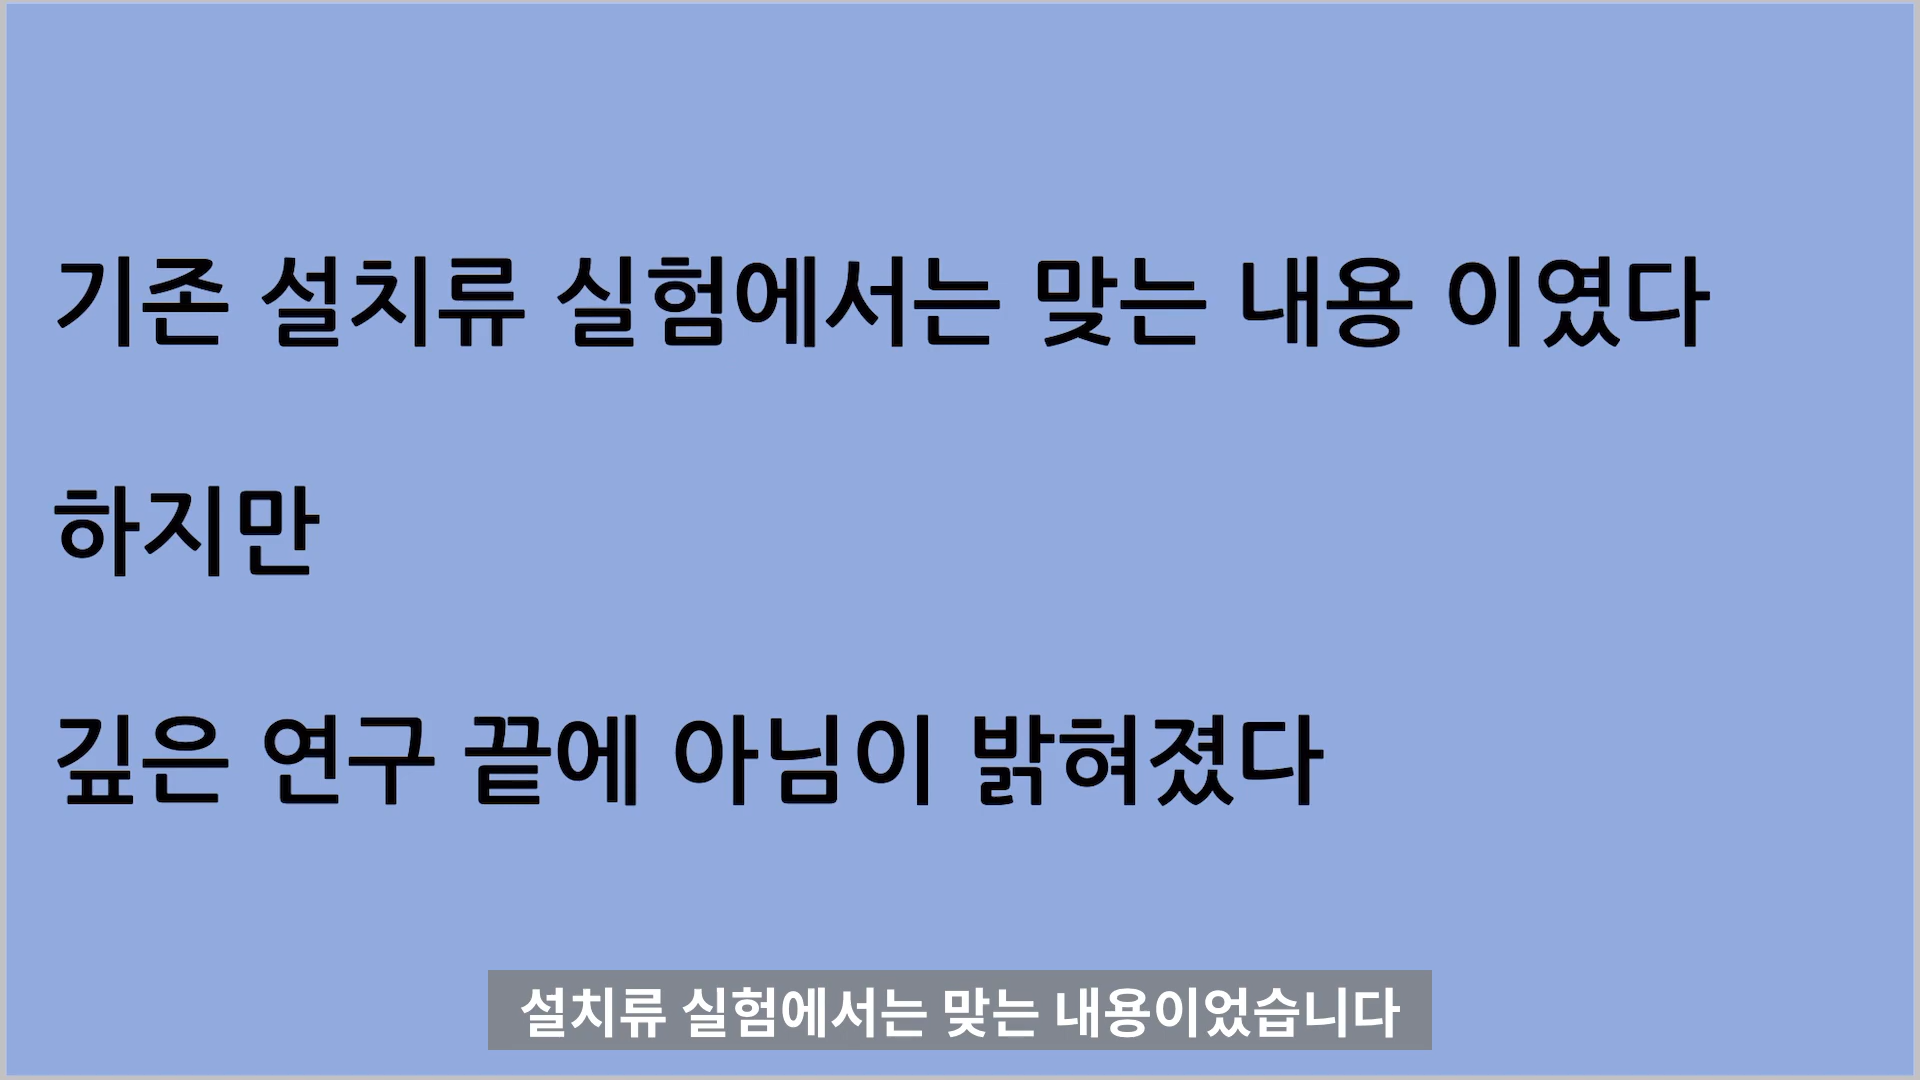 기존 설치류 실험에서는 맞는 내용 이였다
하지만
깊은 연구 끝에 아님이 밝혀졌다
설치류 실험에서는 맞는 내용이었습니다